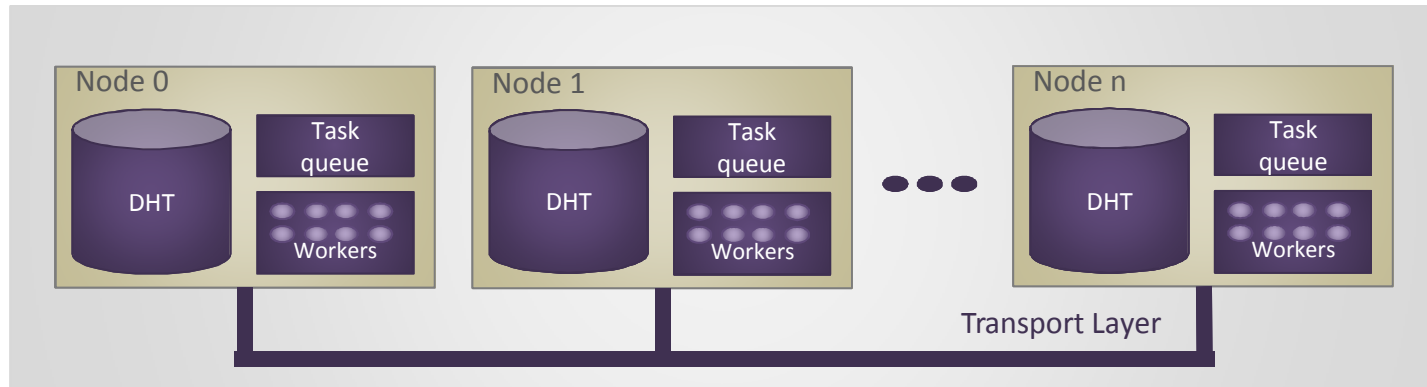 Node 0
DHT
Task
queue
Workers
Node 1
DHT
Task
queue
Workers
Node n
DHT
Task
queue
Workers
Transport Layer